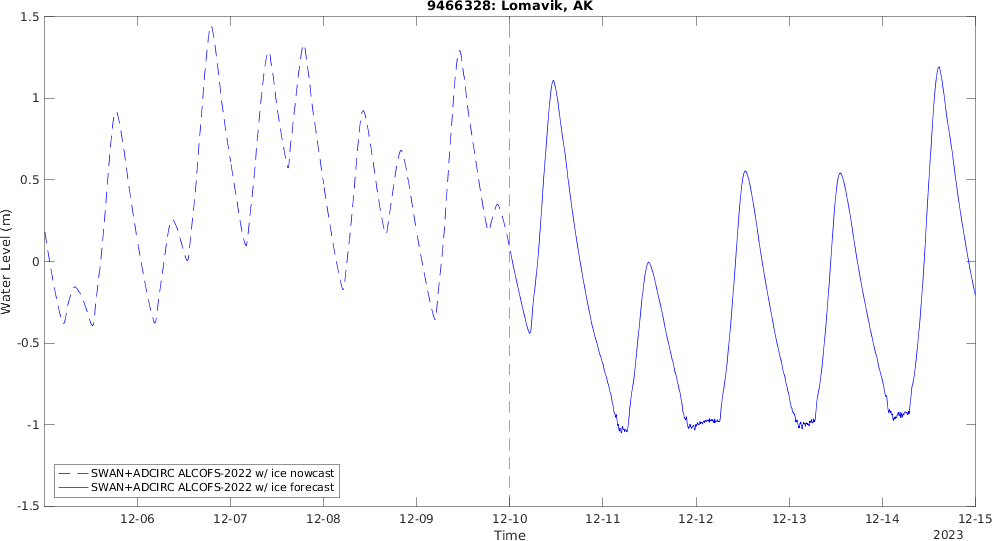 9466328: Lomavik, AK
1.5
1
0.5
0
-0.5
-1
-1.5
Water Level (m)
SWAN+ADCIRC ALCOFS-2022 w/ ice nowcast
SWAN+ADCIRC ALCOFS-2022 w/ ice forecast
12-06 12-07 12-08 12-09 12-10 12-11 12-12 12-13 12-14 12-15
Time
2023